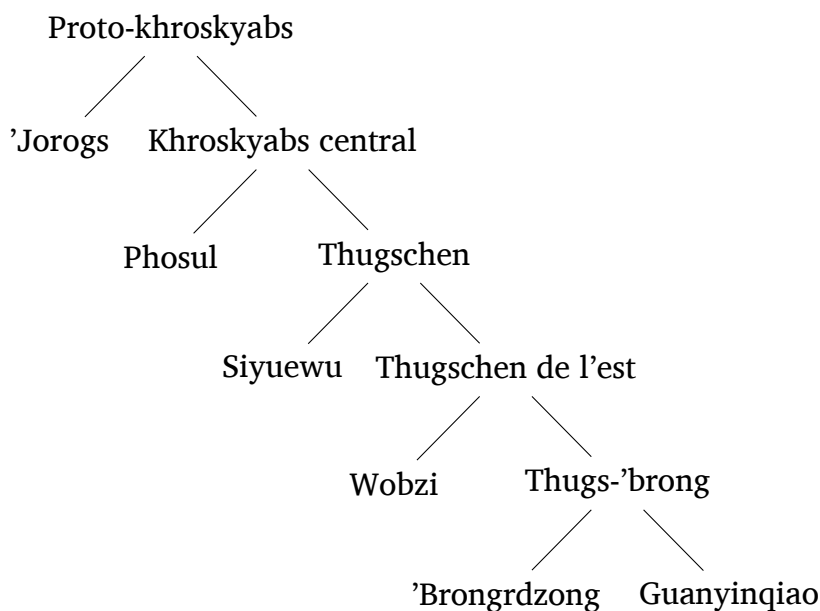 Proto-khroskyabs
’Jorogs Khroskyabs central
Phosul Thugschen
Siyuewu Thugschen de l’est
Wobzi Thugs-’brong
’Brongrdzong Guanyinqiao